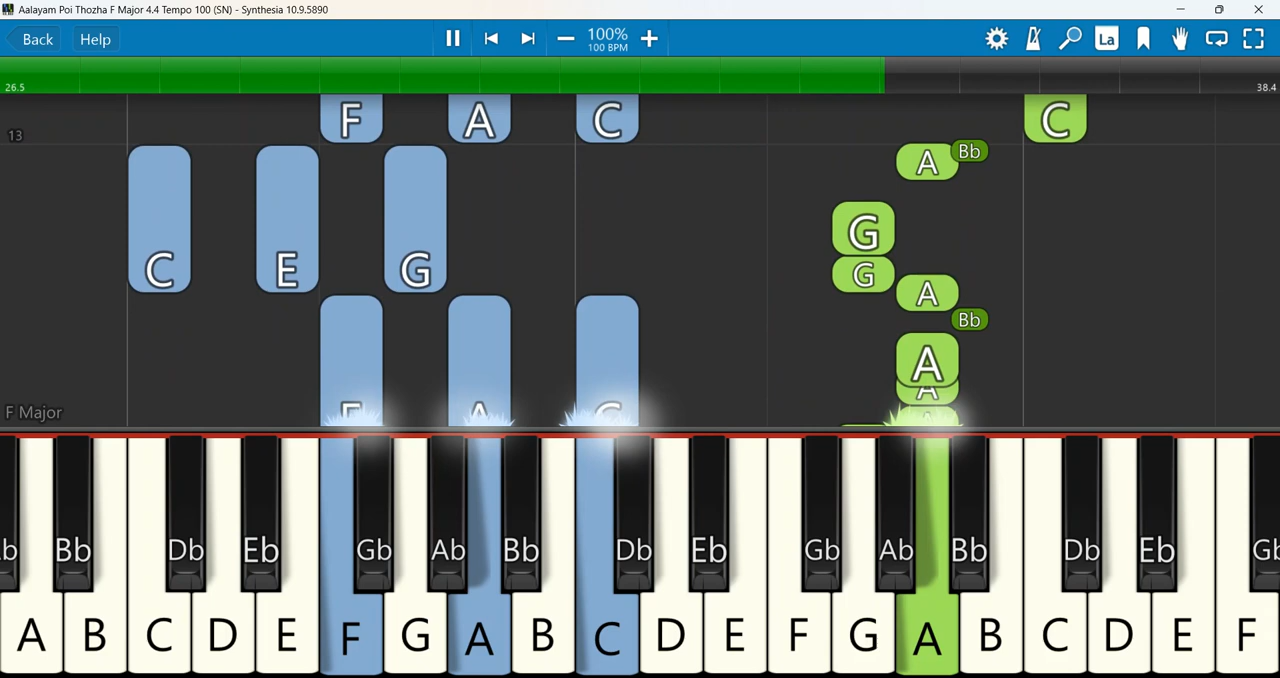 Aalayam Poi Thozha F Major 4.4 Tempo 100 (SN) - Synthesia 10.9.5890
Back Help 100% La
100 BPM
26.5 38.4
F A C C
13
A Bb
G
C E G G A
Bb
A
A
F A C
F Major
Bb Db Eb Gb Ab Bb Db Eb Gb Ab Bb Db Eb
A B C D E F G A B C D E F G A B C D E F